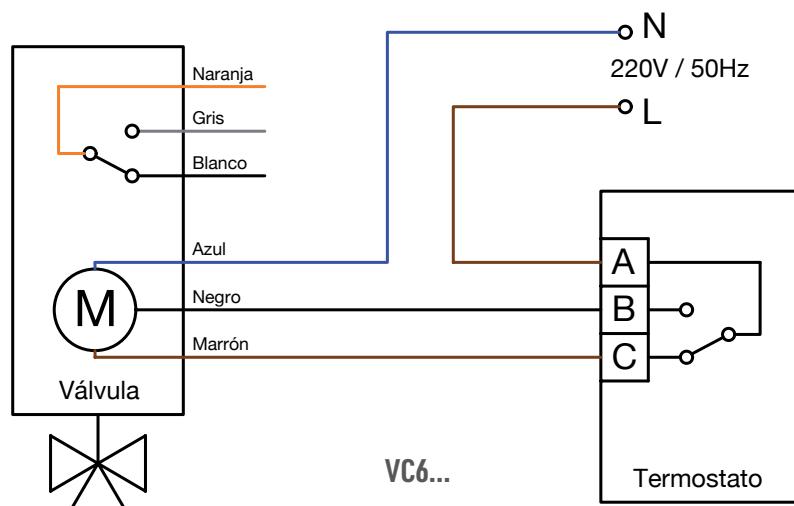 Naranja
Gris
Blanco
Azul
Negro
Marrón
M
Válvula
N
220V / 50Hz
L
A
B
C
Termostato
VC6...